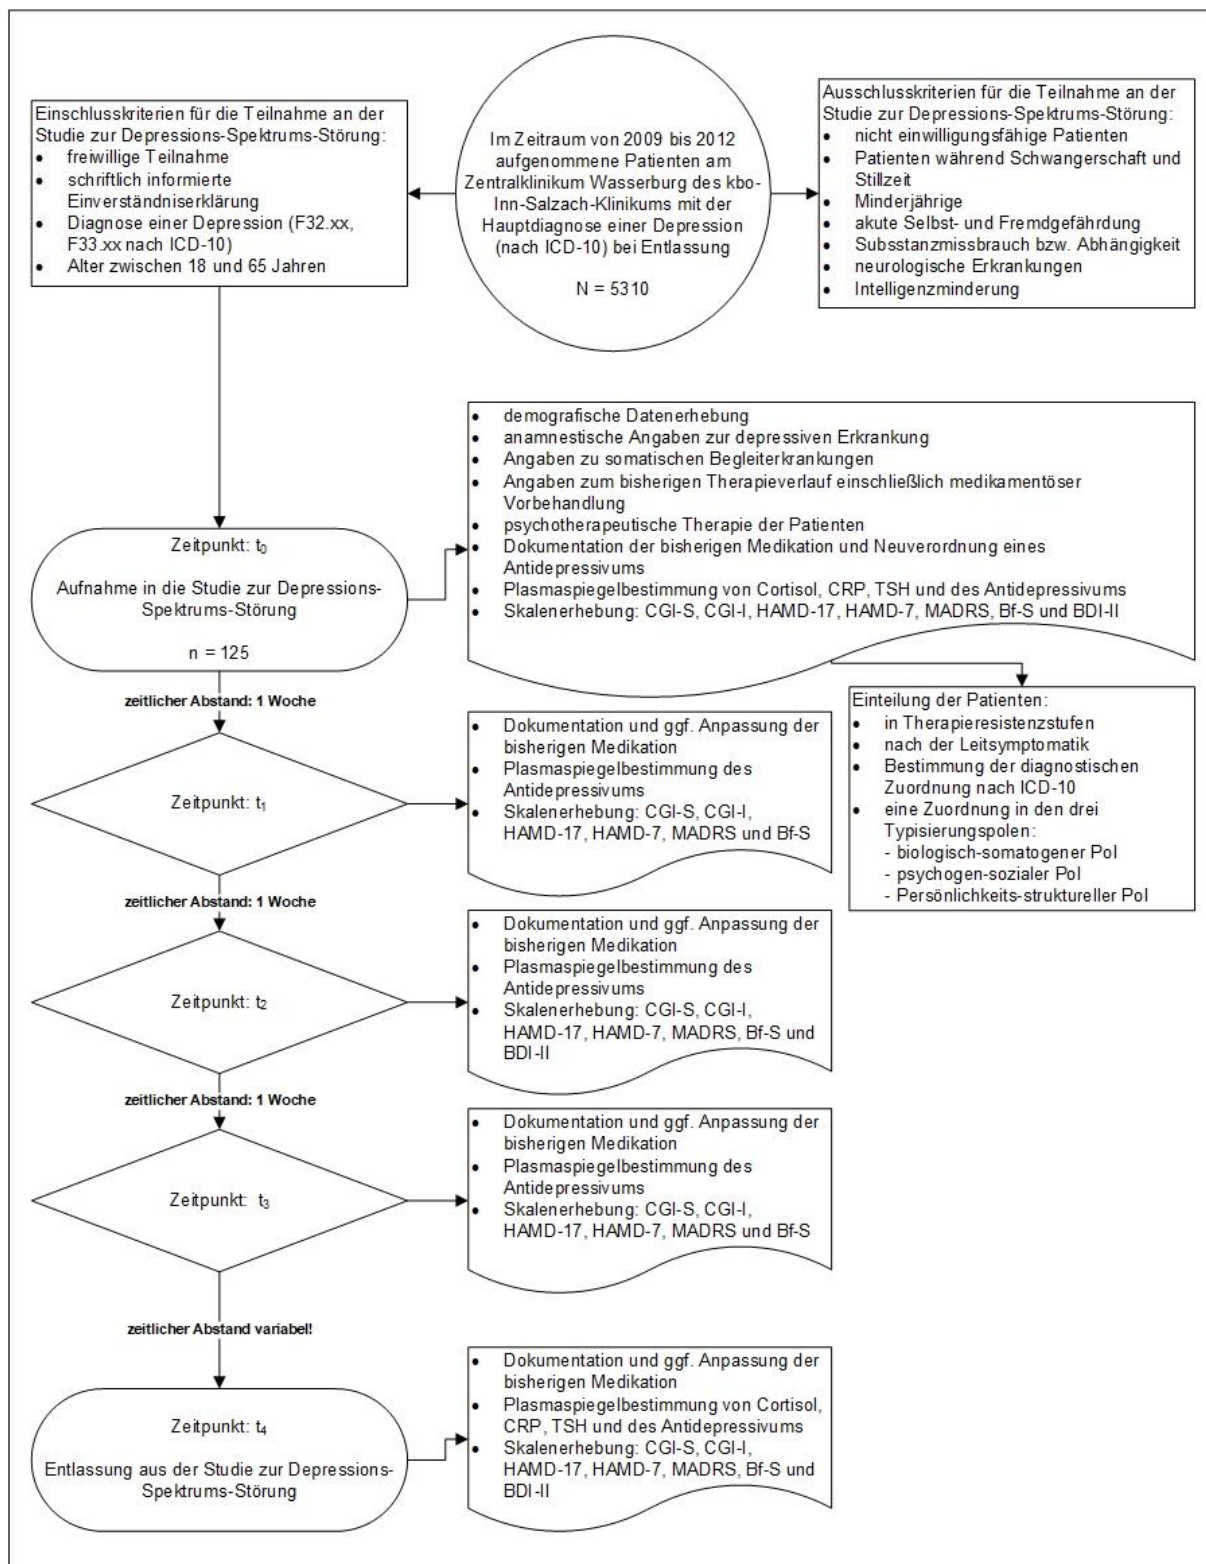 Einschlusskriterien für die Teilnahme an der
Studie zur Depressions-Spektrums-Störung:
• freiwillige Teilnahme
• schriftlich informierte
Einverständniserklärung
• Diagnose einer Depression (F32.xx,
F33.xx nach ICD-10)
• Alter zwischen 18 und 65 Jahren
Im Zeitraum von 2009 bis 2012
aufgenommene Patienten am
Zentralklinikum Wasserburg des kbo-
Inn-Salzach-Klinikums mit der
Hauptdiagnose einer Depression
(nach ICD-10) bei Entlassung
N = 5310
Ausschlusskriterien für die Teilnahme an der
Studie zur Depressions-Spektrums-Störung:
• nicht einwilligungsfähige Patienten
• Patienten während Schwangerschaft und
Stillzeit
• Minderjährige
• akute Selbst- und Fremdgefährdung
• Subsstanzmissbrauch bzw. Abhängigkeit
• neurologische Erkrankungen
• Intelligenzminderung
Zeitpunkt: t0
Aufnahme in die Studie zur Depressions-
Spektrums-Störung
n = 125
• demografische Datenerhebung
• anamnestische Angaben zur depressiven Erkrankung
• Angaben zu somatischen Begleiterkrankungen
• Angaben zum bisherigen Therapieverlauf einschließlich medikamentöser
Vorbehandlung
• psychotherapeutische Therapie der Patienten
• Dokumentation der bisherigen Medikation und Neuverordnung eines
Antidepressivums
• Plasmaspiegelbestimmung von Cortisol, CRP, TSH und des Antidepressivums
• Skalenerhebung: CGI-S, CGI-I, HAMD-17, HAMD-7, MADRS, Bf-S und BDI-II
Einteilung der Patienten:
• in Therapieresistenzstufen
• nach der Leitsymptomatik
• Bestimmung der diagnostischen
Zuordnung nach ICD-10
• eine Zuordnung in den drei
Typisierungspolen:
- biologisch-somatogener Pol
- psychogen-sozialer Pol
- Persönlichkeits-struktureller Pol
zeitlicher Abstand: 1 Woche
Zeitpunkt: t1
• Dokumentation und ggf. Anpassung der
bisherigen Medikation
• Plasmaspiegelbestimmung des
Antidepressivums
• Skalenerhebung: CGI-S, CGI-I,
HAMD-17, HAMD-7, MADRS und Bf-S
zeitlicher Abstand: 1 Woche
Zeitpunkt: t2
• Dokumentation und ggf. Anpassung der
bisherigen Medikation
• Plasmaspiegelbestimmung des
Antidepressivums
• Skalenerhebung: CGI-S, CGI-I,
HAMD-17, HAMD-7, MADRS, Bf-S und
BDI-II
zeitlicher Abstand: 1 Woche
Zeitpunkt: t3
• Dokumentation und ggf. Anpassung der
bisherigen Medikation
• Plasmaspiegelbestimmung des
Antidepressivums
• Skalenerhebung: CGI-S, CGI-I,
HAMD-17, HAMD-7, MADRS und Bf-S
zeitlicher Abstand variabel!
Zeitpunkt: t4
Entlassung aus der Studie zur Depressions-
Spektrums-Störung
• Dokumentation und ggf. Anpassung der
bisherigen Medikation
• Plasmaspiegelbestimmung von Cortisol,
CRP, TSH und des Antidepressivums
• Skalenerhebung: CGI-S, CGI-I,
HAMD-17, HAMD-7, MADRS, Bf-S und
BDI-II